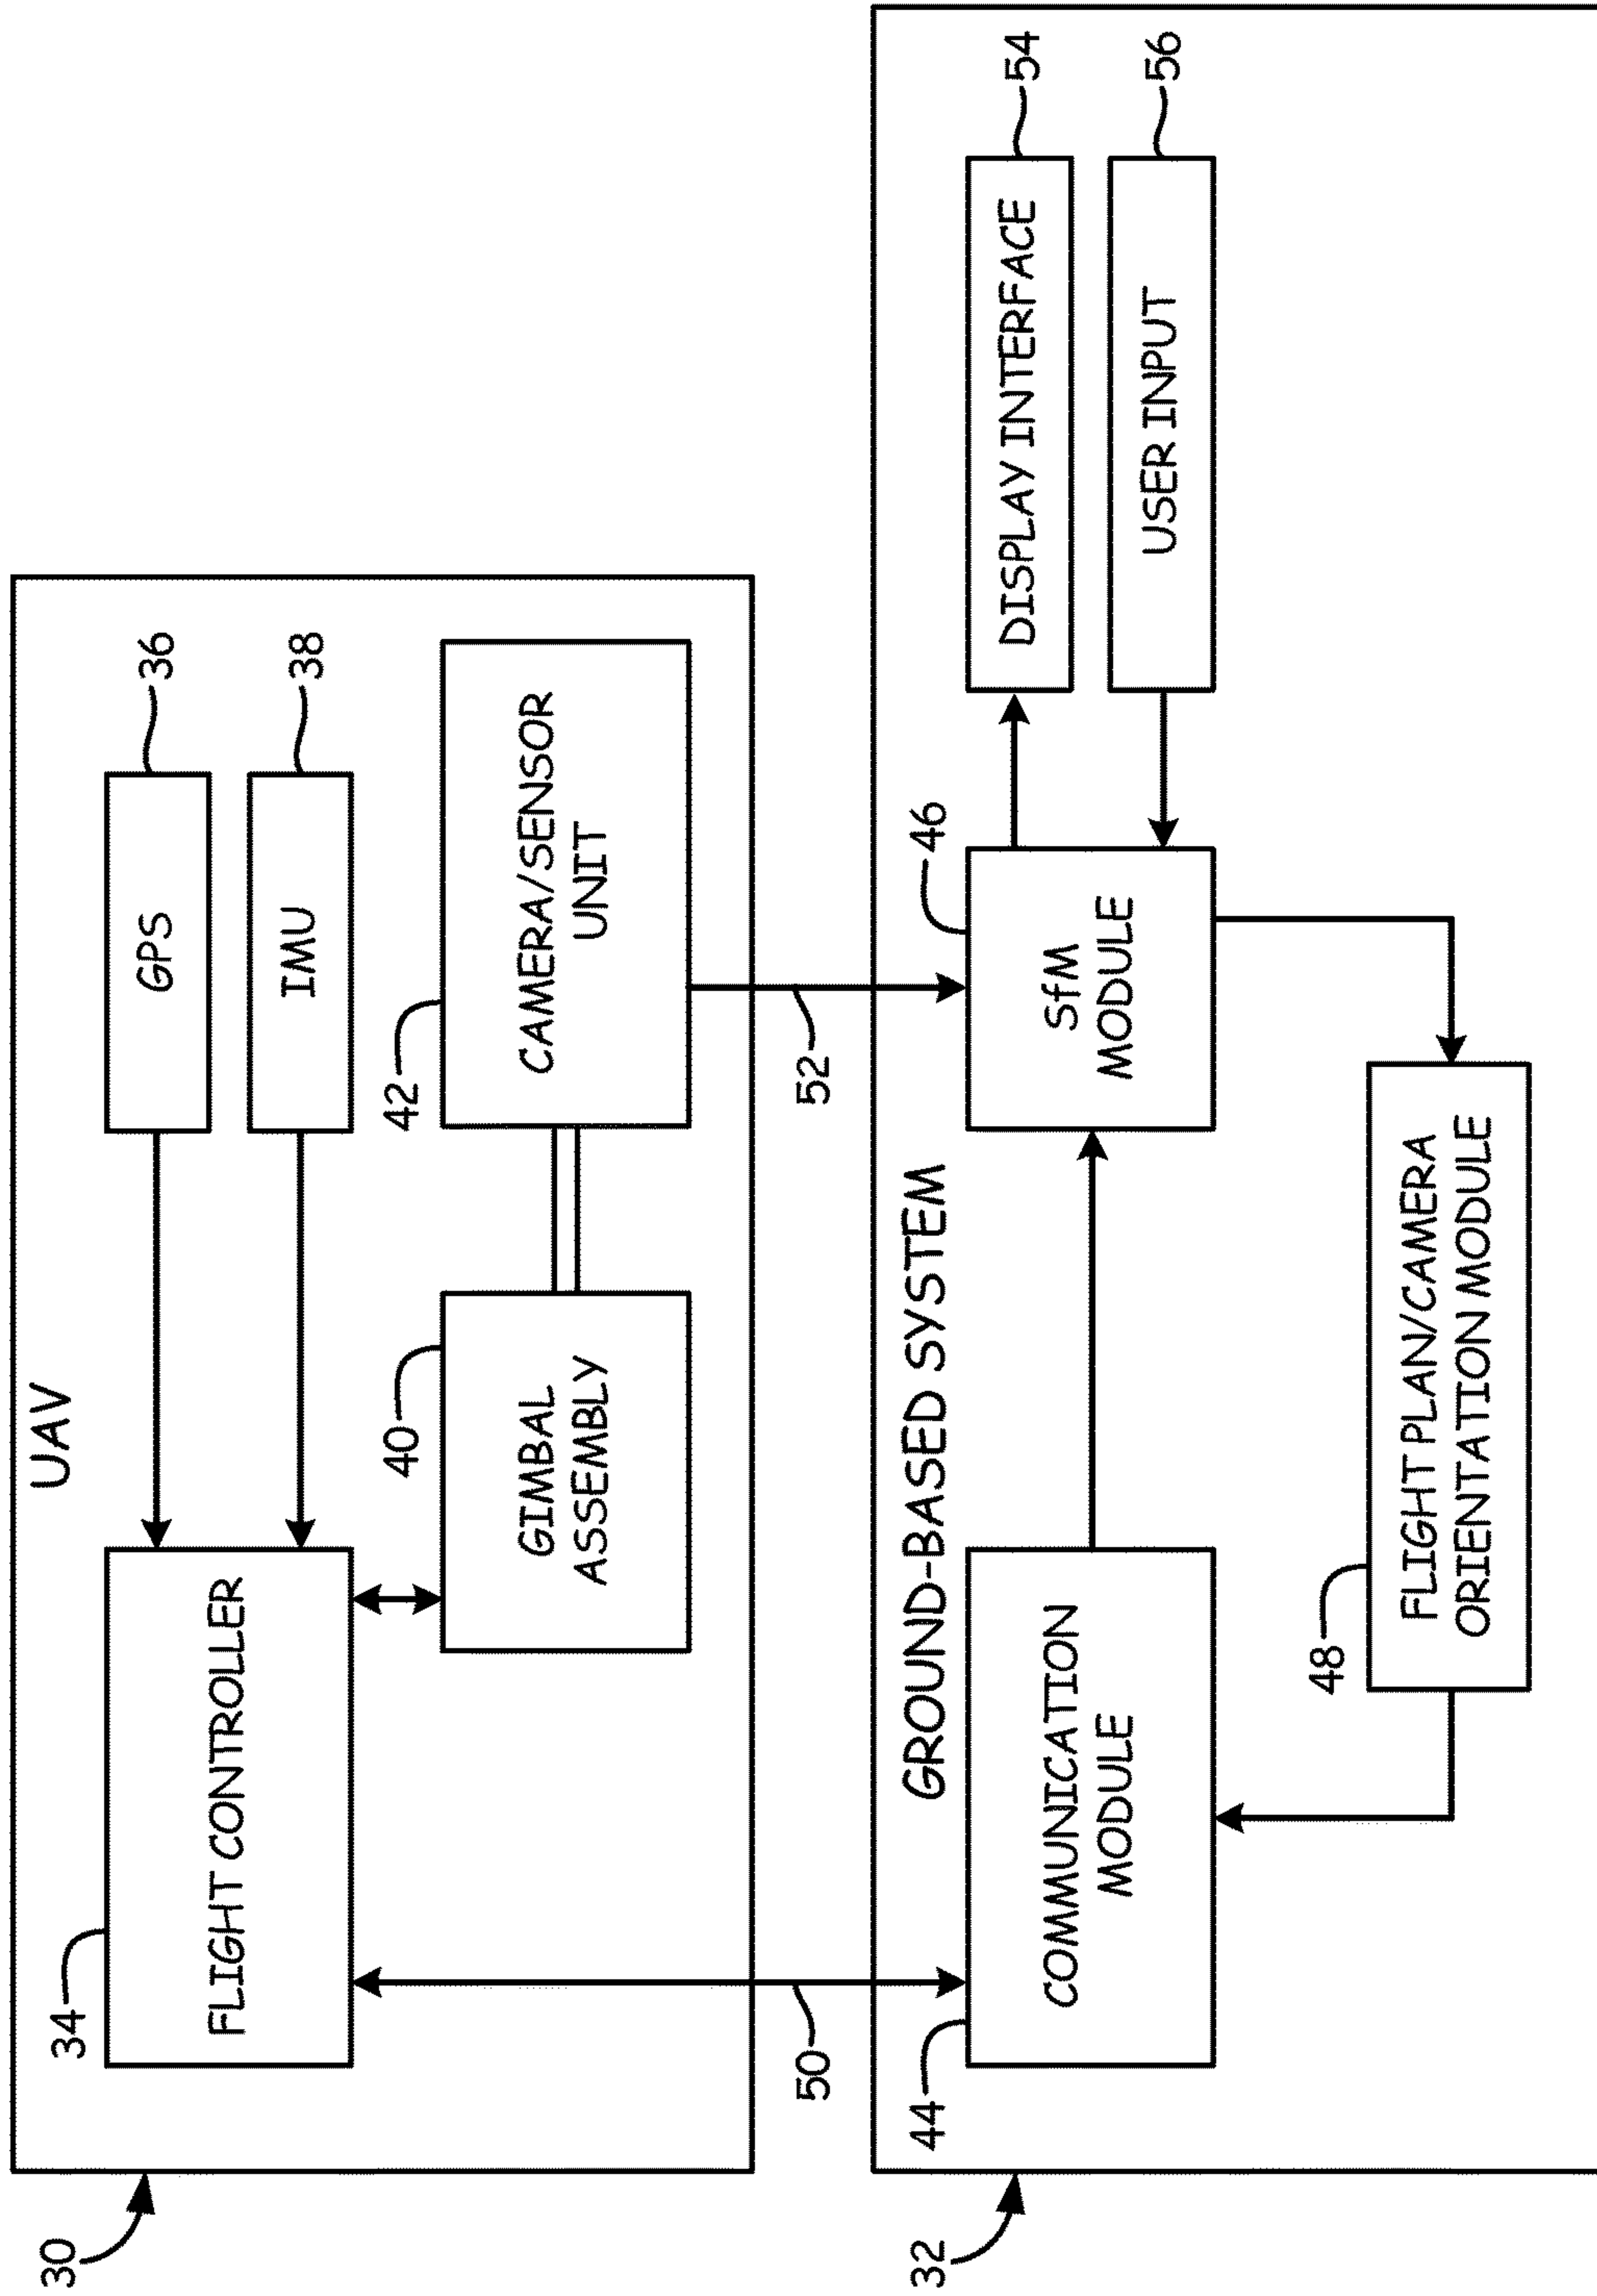 UAV
30
34
FLIGHT CONTROLLER
GPS
36
IMU
38
40
GIMBAL
ASSEMBLY
42
CAMERA/SENSOR
UNIT
50
52
GROUND-BASED SYSTEM
32
44
COMMUNICATION
MODULE
46
SfM
MODULE
DISPLAY INTERFACE
54
USER INPUT
56
48
FLIGHT PLAN/CAMERA
ORIENTATION MODULE